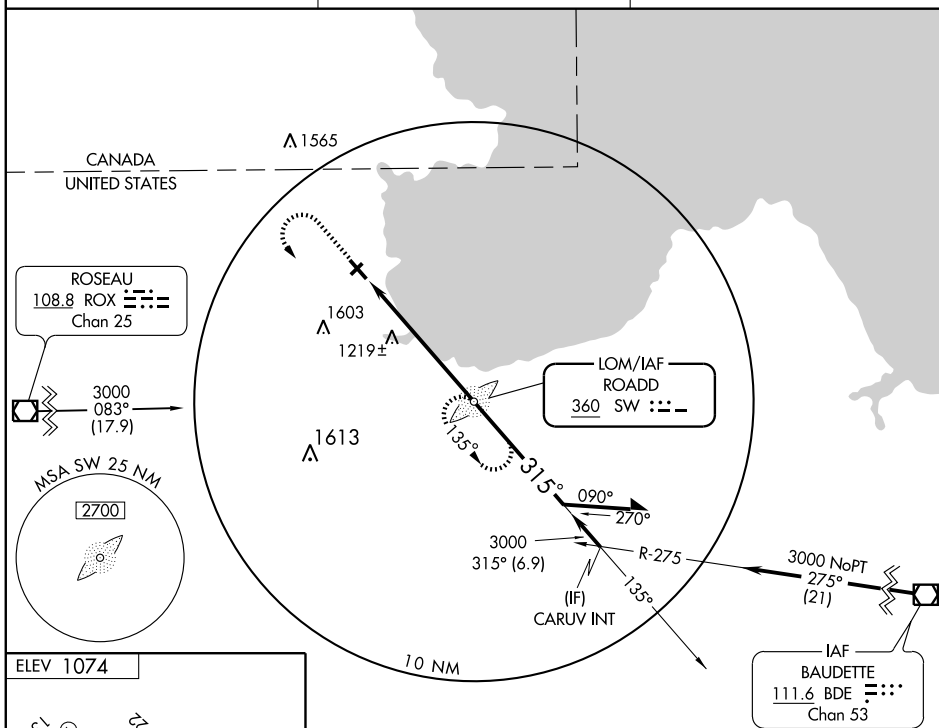 1565
CANADA
UNITED STATES
ROSEAU
108.8 ROX
Chan 25
1603
1219±
LOM/IAF
ROADD
360 SW
3000
083°
(17.9)
135°
1613
MSA SW 25 NM
2700
315°
090°
270°
3000
315° (6.9)
R-275
3000 NoPT
275°
(21)
(IF)
CARUV INT
135°
10 NM
IAF
BAUDETTE
111.6 BDE
Chan 53
ELEV 1074
22